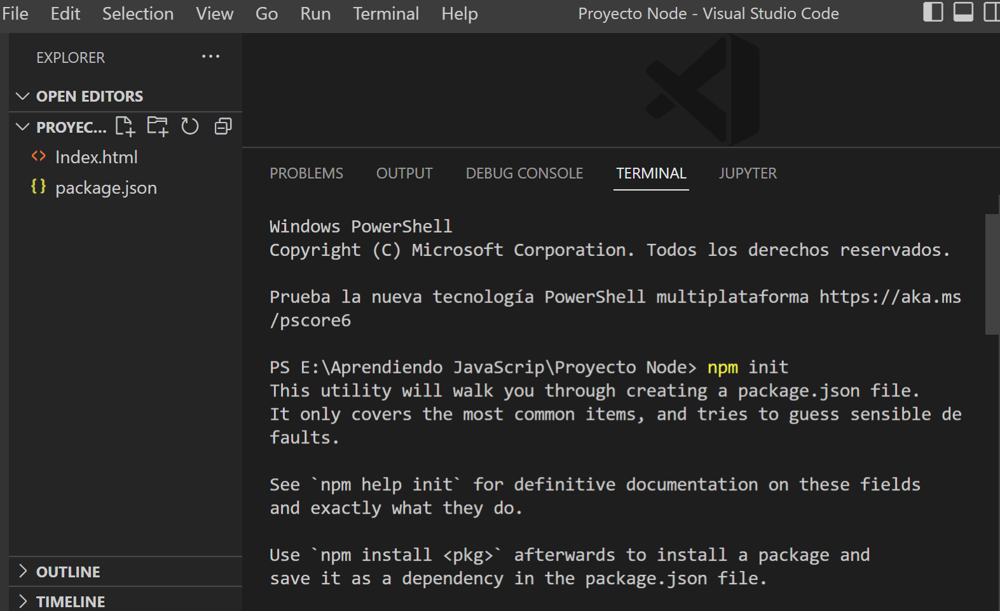 File Edit Selection View Go Run Terminal Help Proyecto Node - Visual Studio Code
EXPLORER ...
OPEN EDITORS
PROYEC...
Index.html
package.json
OUTLINE
TIMELINE
PROBLEMS OUTPUT DEBUG CONSOLE TERMINAL JUPYTER
Windows PowerShell
Copyright (C) Microsoft Corporation. Todos los derechos reservados.
Prueba la nueva tecnología PowerShell multiplataforma https://aka.ms
/pscore6
PS E:\Aprendiendo JavaScrip\Proyecto Node> npm init
This utility will walk you through creating a package.json file.
It only covers the most common items, and tries to guess sensible de
faults.
See `npm help init` for definitive documentation on these fields
and exactly what they do.
Use `npm install <pkg>` afterwards to install a package and
save it as a dependency in the package.json file.